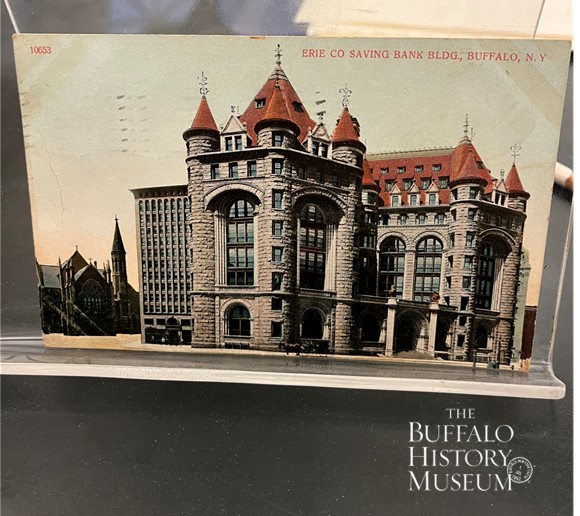 10653
ERIE CO SAVING BANK BLDG., BUFFALO, N. Y
THE
BUFFALO
HISTORY
MUSEUM